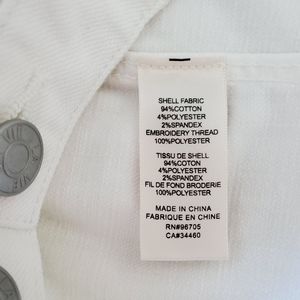 SHELL FABRIC
94%COTTON
4%POLYESTER
2%SPANDEX
EMBROIDERY THREAD
100%POLYESTER
TISSU DE SHELL
94%COTON
4%POLYESTER
2%SPANDEX
FIL DE FOND BRODERIE
100%POLYESTER
MADE IN CHINA
FABRIQUE EN CHINE
RN#96705
CA#34460